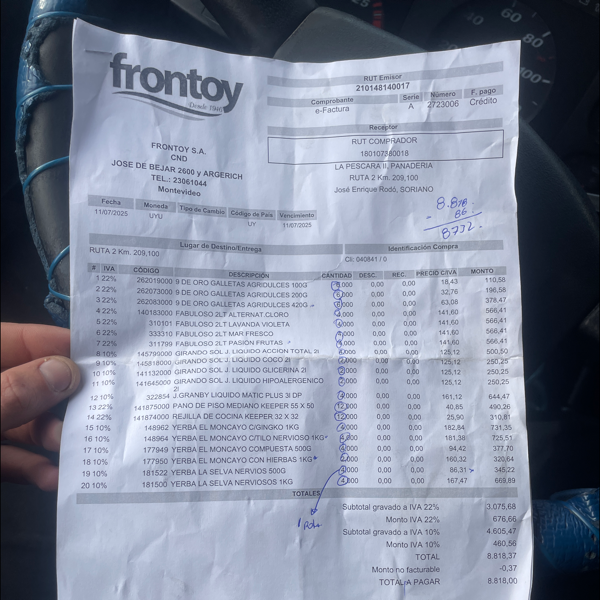 frontoy
Desde 1946
FRONTOY S.A.
CND
JOSE DE BEJAR 2600 y ARGERICH
TEL.: 23061044
Montevideo
RUT Emisor
210148140017
Comprobante Serie Número F. pago
e-Factura A 2723006 Crédito
Receptor
RUT COMPRADOR
LA PESCARA II, PANADERIA
RUTA 2 Km. 209,100
José Enrique Rodó, SORIANO
8.818
86
8732
Fecha Moneda Tipo de Cambio Código de País Vencimiento
11/07/2025 UYU UY 11/07/2025
Lugar de Destino/Entrega Identificación Compra
RUTA 2 Km. 209,100 Cli: 040841 / 0
# IVA CÓDIGO DESCRIPCIÓN CANTIDAD DESC. REC. PRECIO C/IVA MONTO
1 22% 262019000 9 DE ORO GALLETAS AGRIDULCES 100G 0,00 0,00 18,43 110,58
2 22% 262073000 9 DE ORO GALLETAS AGRIDULCES 200G 0,00 0,00 32,76 196,56
3 22% 262083000 9 DE ORO GALLETAS AGRIDULCES 420G 0,00 0,00 63,08 378,47
4 22% 140183000 FABULOSO 2LT ALTERNAT.CLORO 0,00 0,00 141,60 566,41
5 22% 310101 FABULOSO 2LT LAVANDA VIOLETA 0,00 0,00 141,60 566,41
6 22% 333310 FABULOSO 2LT MAR FRESCO 0,00 0,00 141,60 566,41
7 22% 311799 FABULOSO 2LT PASION FRUTAS 0,00 0,00 141,60 566,41
8 10% 145799000 GIRANDO SOL J. LIQUIDO ACCION TOTAL 2l 0,00 0,00 125,12 500,50
9 10% 145818000 GIRANDO SOL J. LIQUIDO COCO 2l 2,000 0,00 0,00 125,12 250,25
10 10% 141132000 GIRANDO SOL J. LIQUIDO GLICERINA 2l 2,000 0,00 0,00 125,12 250,25
11 10% 141645000 GIRANDO SOL J. LIQUIDO HIPOALERGENICO 2,000 0,00 0,00 125,12 250,25
2l
12 10% 322854 J.GRANBY LIQUIDO MATIC PLUS 3l DP 4,000 0,00 0,00 161,12 644,47
13 22% 141875000 PANO DE PISO MEDIANO KEEPER 55 X 50 12,000 0,00 0,00 40,85 490,26
14 22% 141874000 REJILLA DE COCINA KEEPER 32 X 32 12,000 0,00 0,00 25,90 310,81
15 10% 148962 YERBA EL MONCAYO C/GINGKO 1KG 4,000 0,00 0,00 182,84 731,35
16 10% 148964 YERBA EL MONCAYO C/TILO NERVIOSO 1KG 4,000 0,00 0,00 181,38 725,51
17 10% 177949 YERBA EL MONCAYO COMPUESTA 500G 4,000 0,00 0,00 94,42 377,70
18 10% 177950 YERBA EL MONCAYO CON HIERBAS 1KG 2,000 0,00 0,00 160,32 320,64
19 10% 181522 YERBA LA SELVA NERVIOS 500G 4,000 0,00 0,00 86,31 345,22
20 10% 181500 YERBA LA SELVA NERVIOSOS 1KG 4,000 0,00 0,00 167,47 669,89
TOTALES
Subtotal gravado a IVA 22% 3.075,68
Monto IVA 22% 676,66
Subtotal gravado a IVA 10% 4.605,47
Monto IVA 10% 460,56
TOTAL 8.818,37
Monto no facturable -0,37
TOTAL A PAGAR 8.818,00